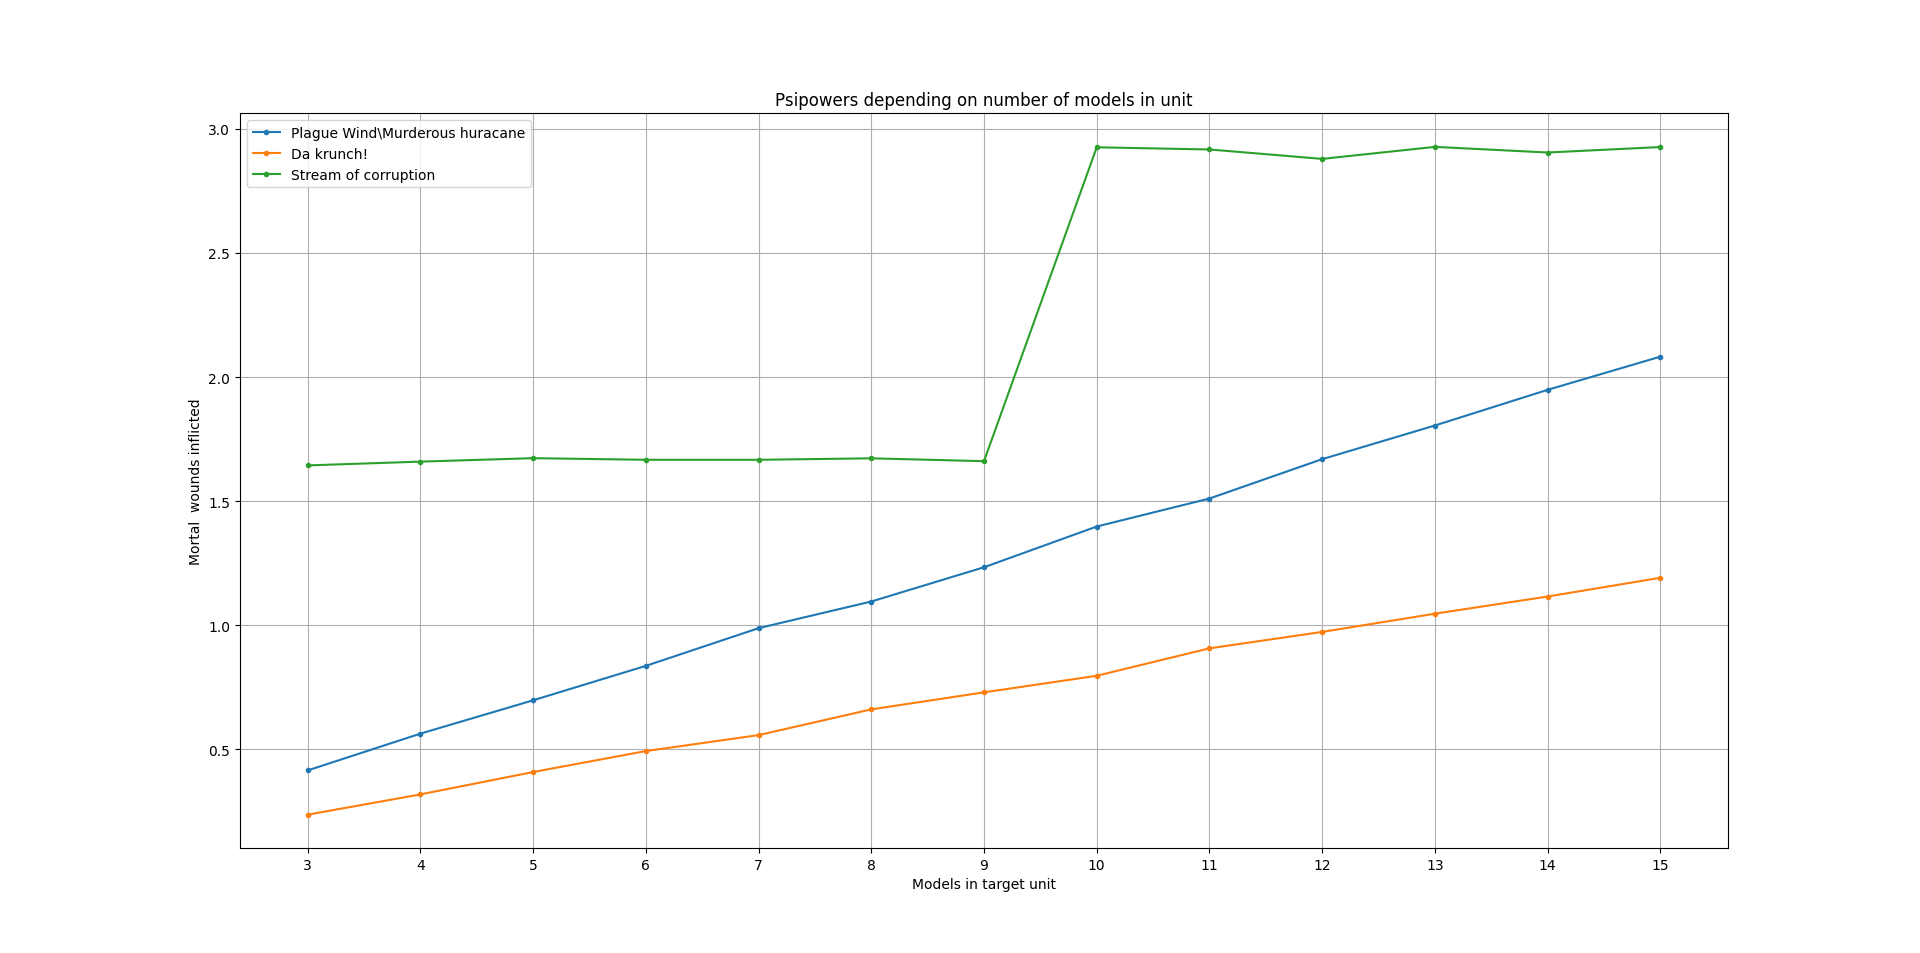 Psipowers depending on number of models in unit
Plague Wind\Murderous huracane
Da krunch!
Stream of corruption
3.0
2.5
2.0
1.5
1.0
0.5
Mortal  wounds inflicted
3 4 5 6 7 8 9 10 11 12 13 14 15
Models in target unit